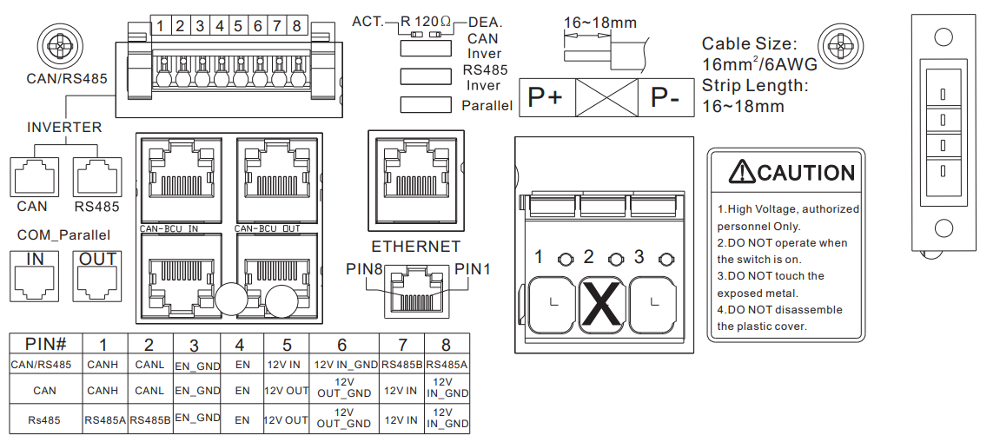 1 2 3 4 5 6 7 8
CAN/RS485
INVERTER
CAN RS485
COM_Parallel
IN OUT
CAN-BCU IN CAN-BCU OUT
ACT. R 120Ω DEA.
CAN
Inver
RS485
Inver
Parallel
ETHERNET
PIN8 PIN1
16~18mm
P+ P-
Cable Size:
16mm²/6AWG
Strip Length:
16~18mm
1 2 3
X
CAUTION
1.High Voltage, authorized
personnel Only.
2.DO NOT operate when
the switch is on.
3.DO NOT touch the
exposed metal.
4.DO NOT disassemble
the plastic cover.
PIN# 1 2 3 4 5 6 7 8
CAN/RS485 CANH CANL EN_GND EN 12V IN 12V IN_GND RS485B RS485A
CAN CANH CANL EN_GND EN 12V OUT 12V OUT_GND 12V IN 12V IN_GND
Rs485 RS485A RS485B EN_GND EN 12V OUT 12V OUT_GND 12V IN 12V IN_GND